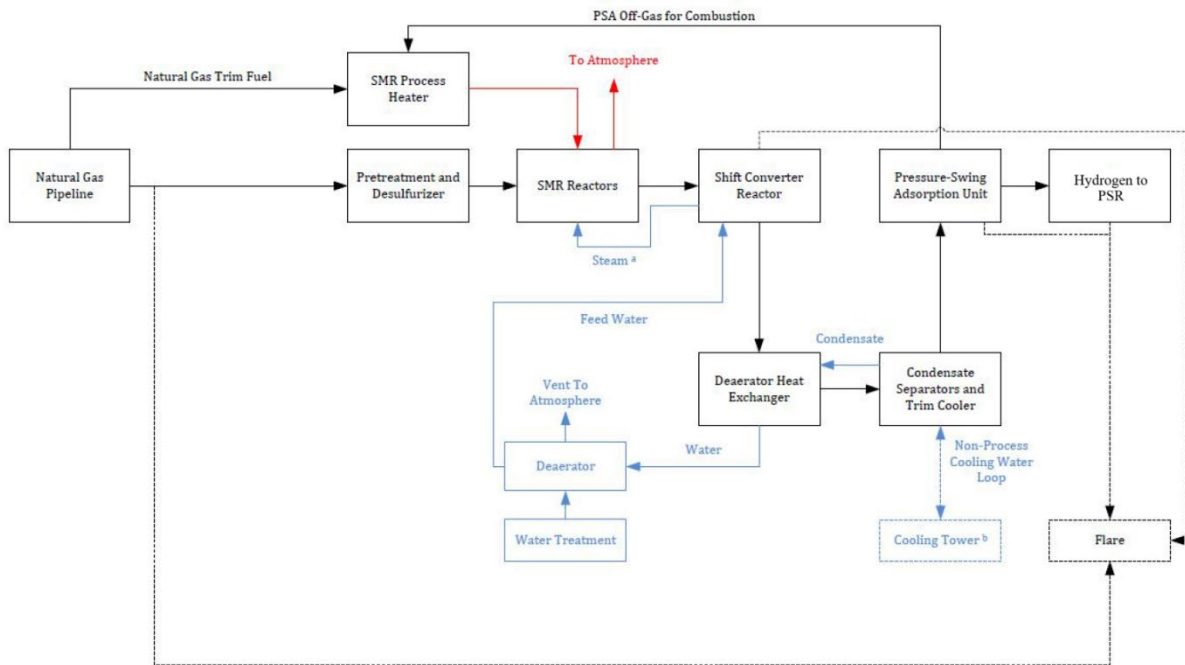 PSA Off-Gas for Combustion
Natural Gas Trim Fuel
SMR Process
Heater
To Atmosphere
Natural Gas
Pipeline
Pretreatment and
Desulfurizer
SMR Reactors
Shift Converter
Reactor
Pressure-Swing
Adsorption Unit
Hydrogen to
PSR
Steam ᵃ
Feed Water
Condensate
Deaerator Heat
Exchanger
Condensate
Separators and
Trim Cooler
Vent To
Atmosphere
Water
Non-Process
Cooling Water
Loop
Deaerator
Water Treatment
Cooling Tower ᵇ
Flare